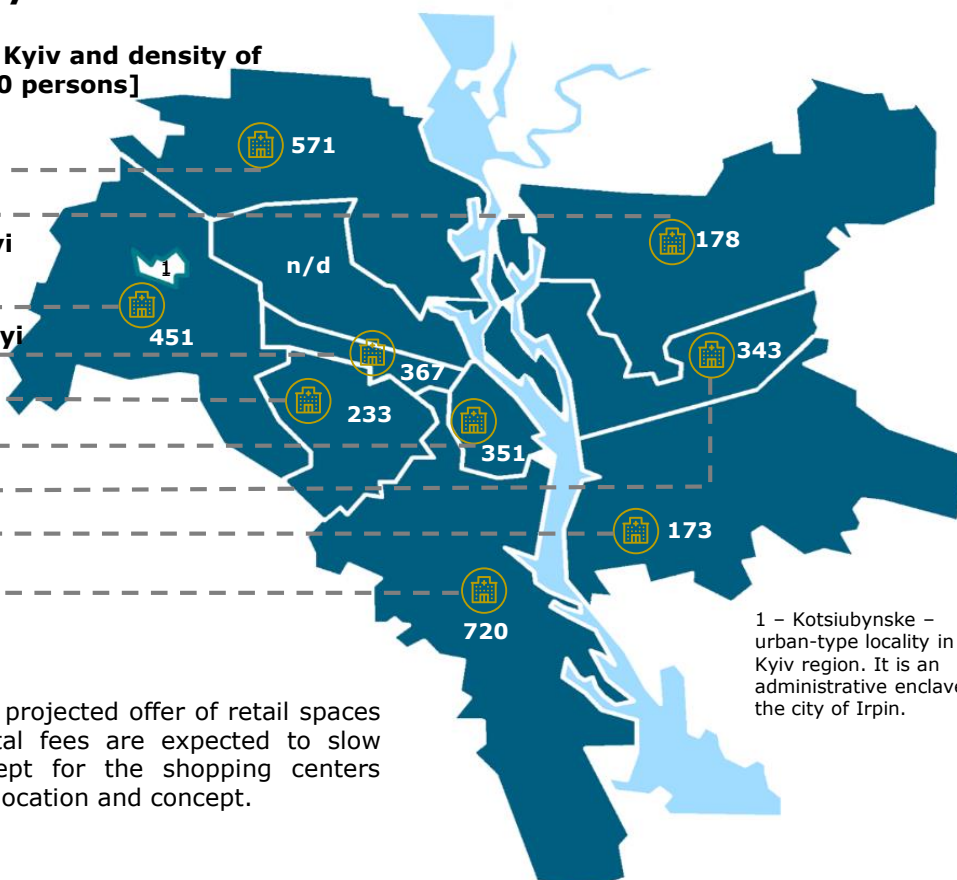 Kyiv and density of
0 persons]
571
178
yi
n/d
1
451
yi
343
367
233
351
173
720
1 – Kotsiubynske –
urban-type locality in
Kyiv region. It is an
administrative enclave
the city of Irpin.
projected offer of retail spaces
tal fees are expected to slow
ept for the shopping centers
location and concept.